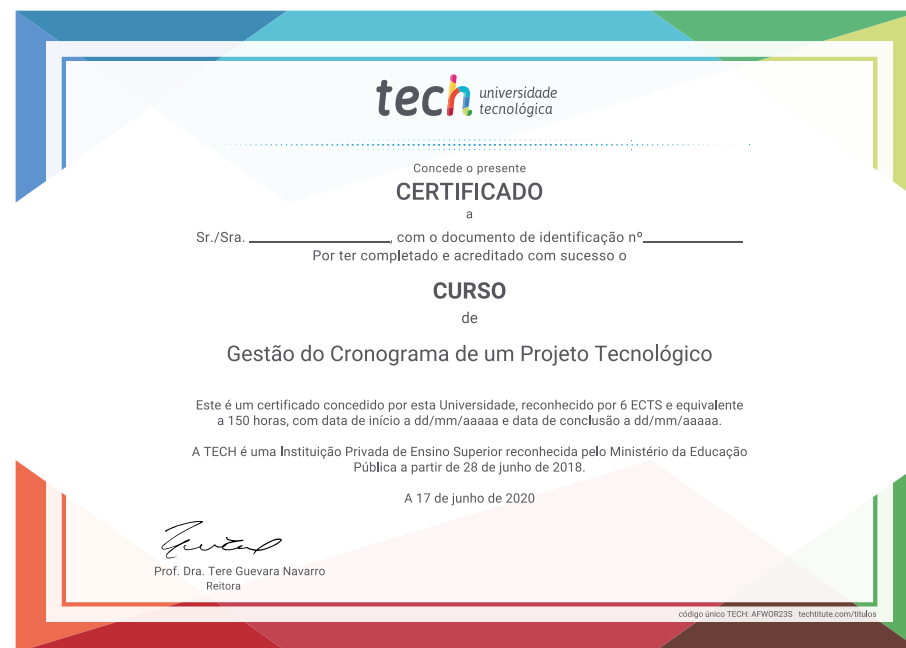 tech universidade
tecnológica
Concede o presente
CERTIFICADO
a
Sr./Sra. ____________________, com o documento de identificação nº______________
Por ter completado e acreditado com sucesso o
CURSO
de
Gestão do Cronograma de um Projeto Tecnológico
Este é um certificado concedido por esta Universidade, reconhecido por 6 ECTS e equivalente
a 150 horas, com data de início a dd/mm/aaaaa e data de conclusão a dd/mm/aaaaa.
A TECH é uma Instituição Privada de Ensino Superior reconhecida pelo Ministério da Educação
Pública a partir de 28 de junho de 2018.
A 17 de junho de 2020
Prof. Dra. Tere Guevara Navarro
Reitora
código único TECH: AFWOR23S techtitute.com/titulos